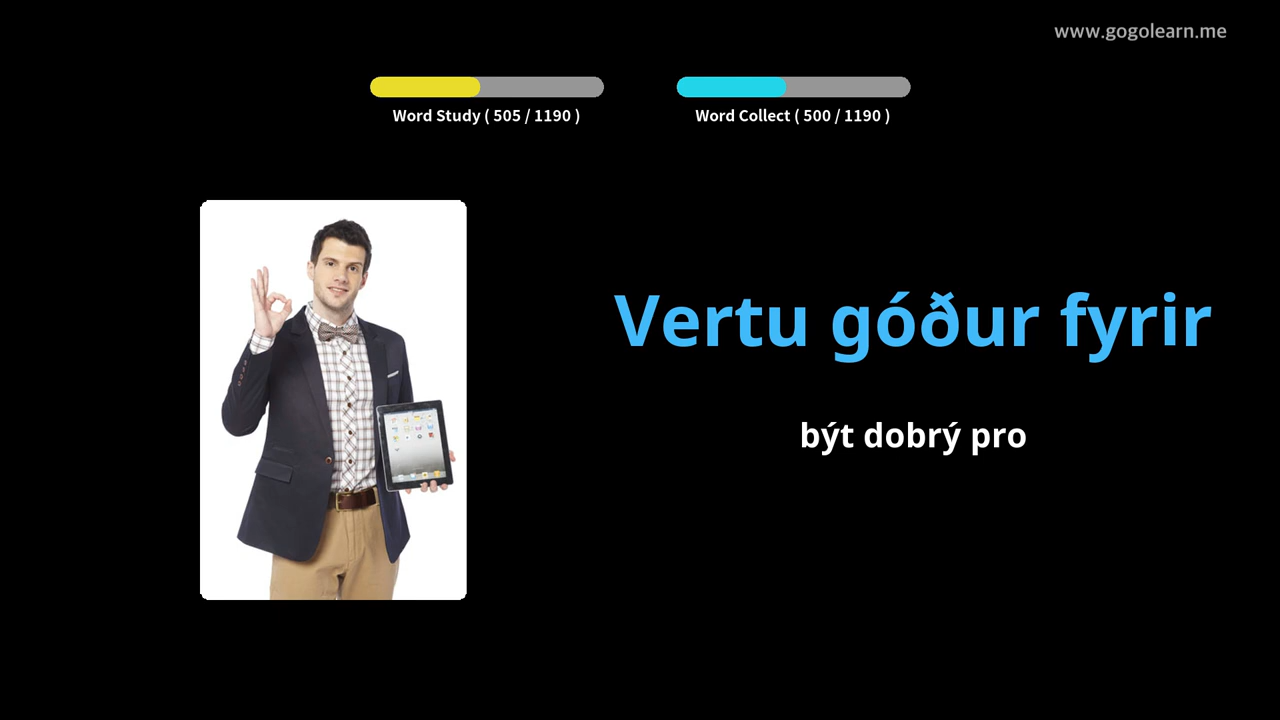 www.gogolearn.me
Word Study ( 505 / 1190 )
Word Collect ( 500 / 1190 )
Vertu góður fyrir
být dobrý pro